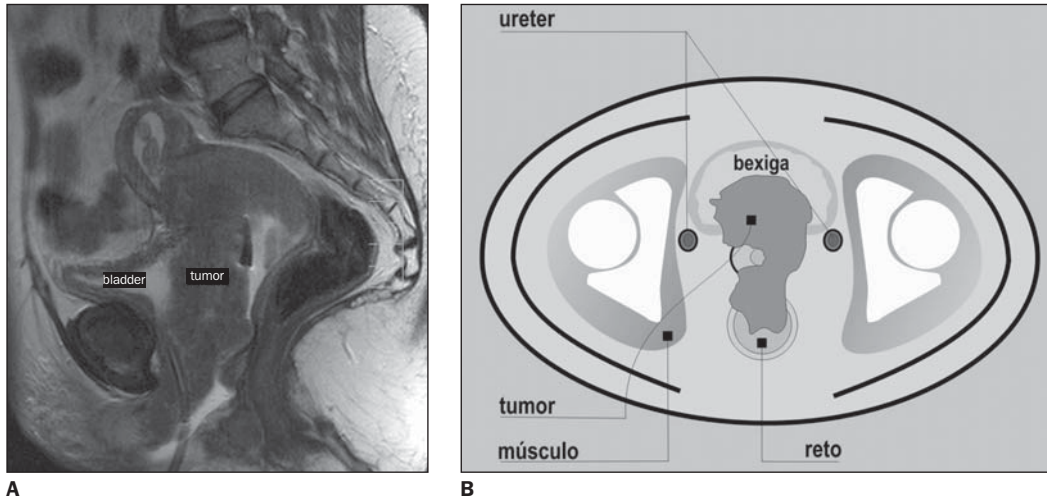 bladder
tumor
A
ureter
bexiga
tumor
músculo
reto
B